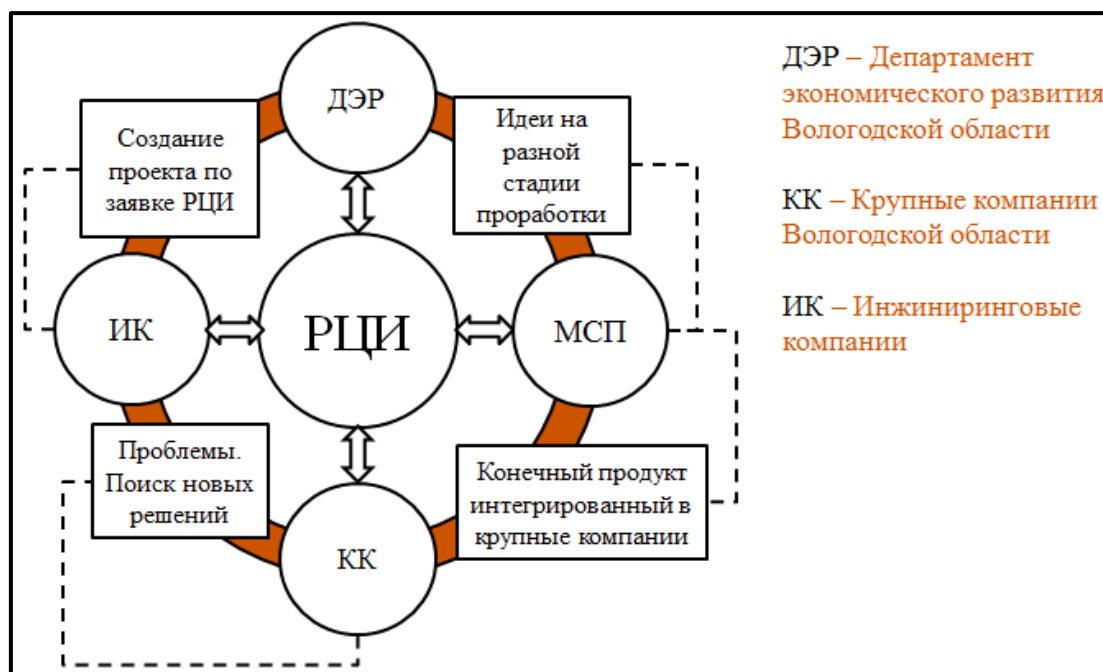 ДЭР
Создание
проекта по
заявке РЦИ
Идеи на
разной
стадии
проработки
ИК
РЦИ
МСП
Проблемы.
Поиск новых
решений
КК
Конечный продукт
интегрированный в
крупные компании
ДЭР – Департамент
экономического развития
Вологодской области
КК – Крупные компании
Вологодской области
ИК – Инжиниринговые
компании